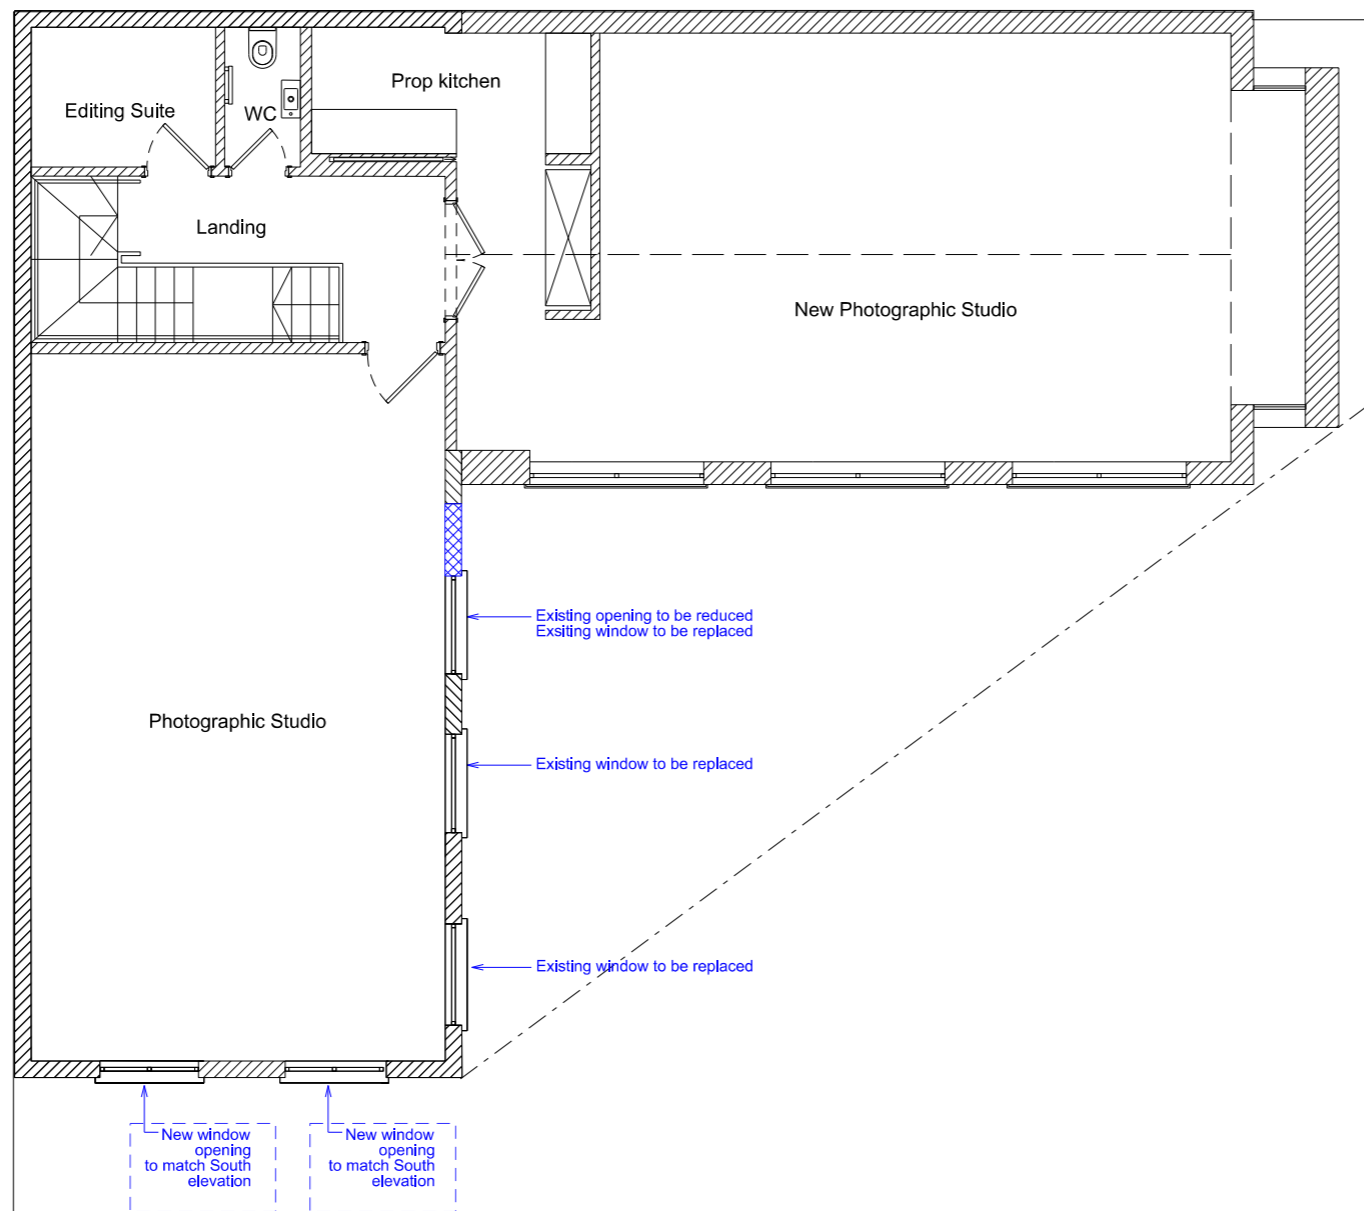 Prop kitchen
Editing Suite
WC
Landing
New Photographic Studio
Existing opening to be reduced
Exsiting window to be replaced
Photographic Studio
Existing window to be replaced
Existing window to be replaced
New window
opening
to match South
elevation
New window
opening
to match South
elevation